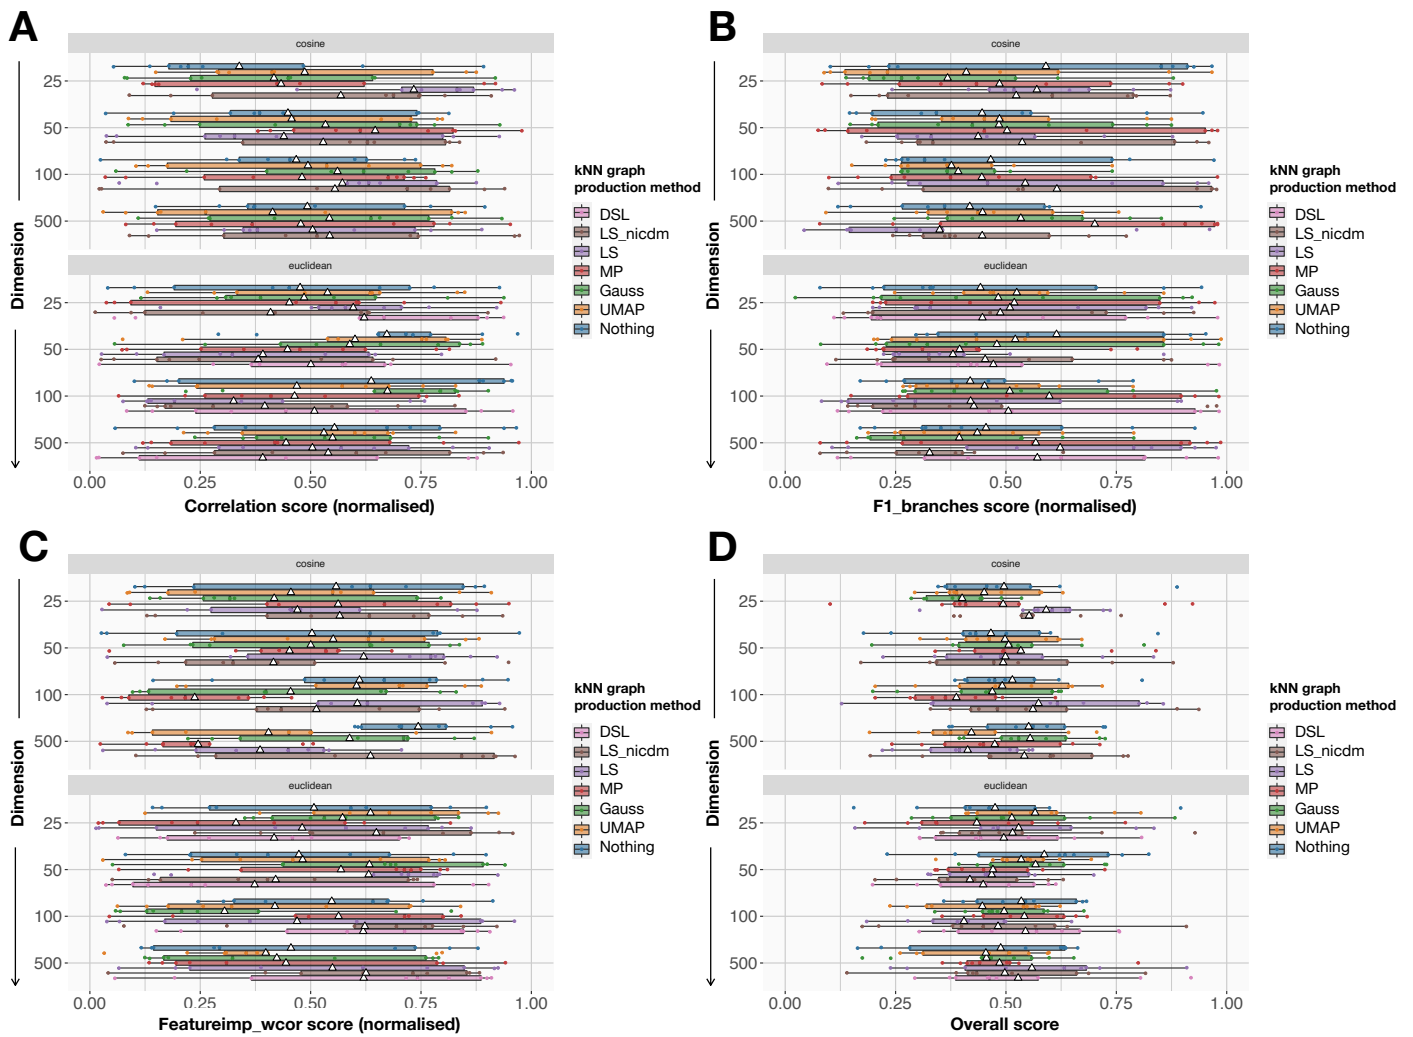 A
cosine
25
50
100
500
euclidean
25
50
100
500
Dimension
0.00 0.25 0.50 0.75 1.00
Correlation score (normalised)
kNN graph
production method
DSL
LS_nicdm
LS
MP
Gauss
UMAP
Nothing
B
cosine
25
50
100
500
euclidean
25
50
100
500
Dimension
0.00 0.25 0.50 0.75 1.00
F1_branches score (normalised)
kNN graph
production method
DSL
LS_nicdm
LS
MP
Gauss
UMAP
Nothing
C
cosine
25
50
100
500
euclidean
25
50
100
500
Dimension
0.00 0.25 0.50 0.75 1.00
Featureimp_wcor score (normalised)
kNN graph
production method
DSL
LS_nicdm
LS
MP
Gauss
UMAP
Nothing
D
cosine
25
50
100
500
euclidean
25
50
100
500
Dimension
0.00 0.25 0.50 0.75 1.00
Overall score
kNN graph
production method
DSL
LS_nicdm
LS
MP
Gauss
UMAP
Nothing